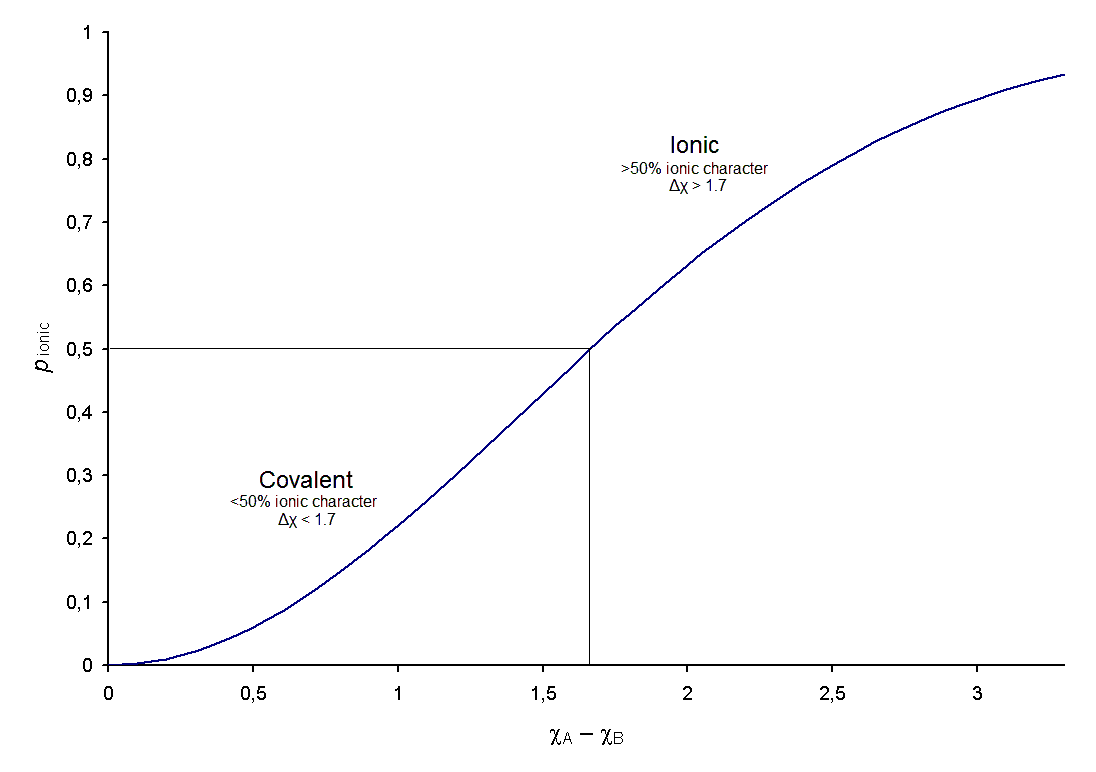 1
0,9
0,8
0,7
0,6
0,5
0,4
0,3
0,2
0,1
0
p ionic
Ionic
>50% ionic character
Δχ > 1.7
Covalent
<50% ionic character
Δχ < 1.7
0 0,5 1 1,5 2 2,5 3
χA − χB